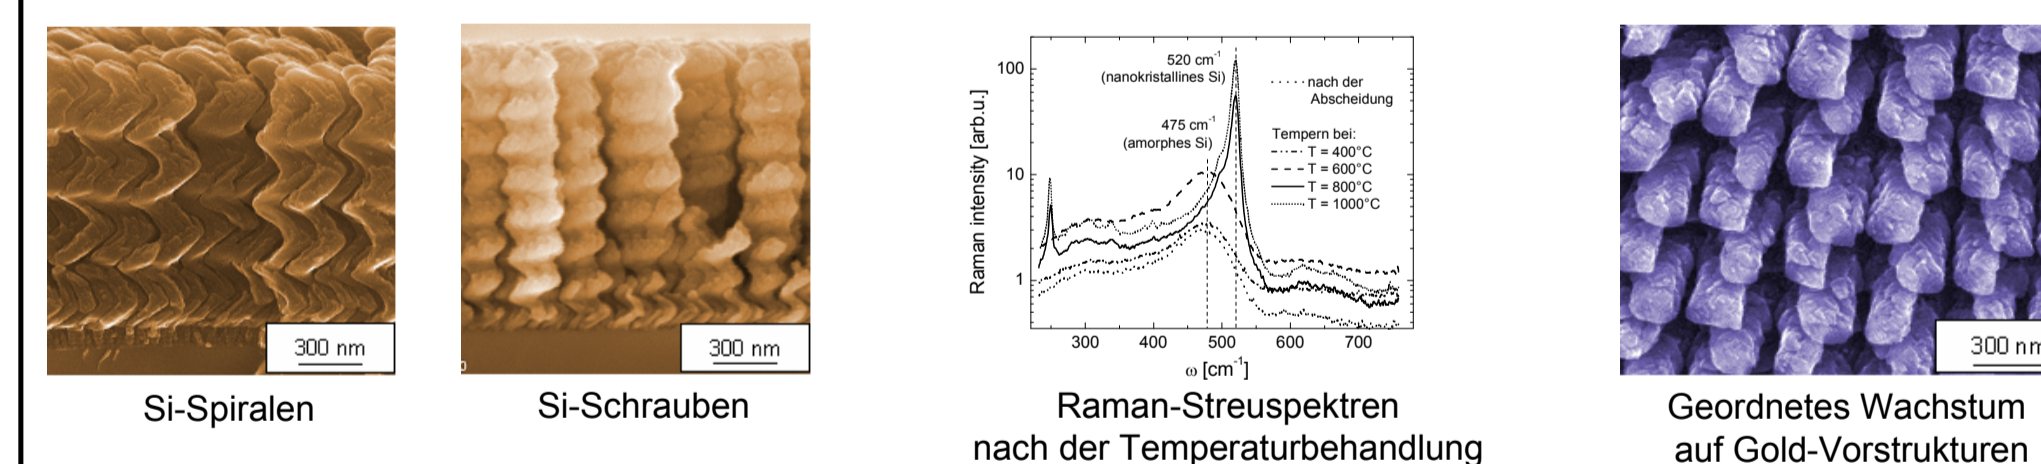 300 nm
Si-Spiralen
300 nm
Si-Schrauben
Raman intensity [arb.u.]
100
10
1
520 cm⁻¹
(nanokristallines Si)
475 cm⁻¹
(amorphes Si)
nach der
Abscheidung
Tempern bei:
T = 400°C
T = 600°C
T = 800°C
T = 1000°C
300
400
500
600
700
ω [cm⁻¹]
Raman-Streuspektren
nach der Temperaturbehandlung
300 nm
Geordnetes Wachstum
auf Gold-Vorstrukturen